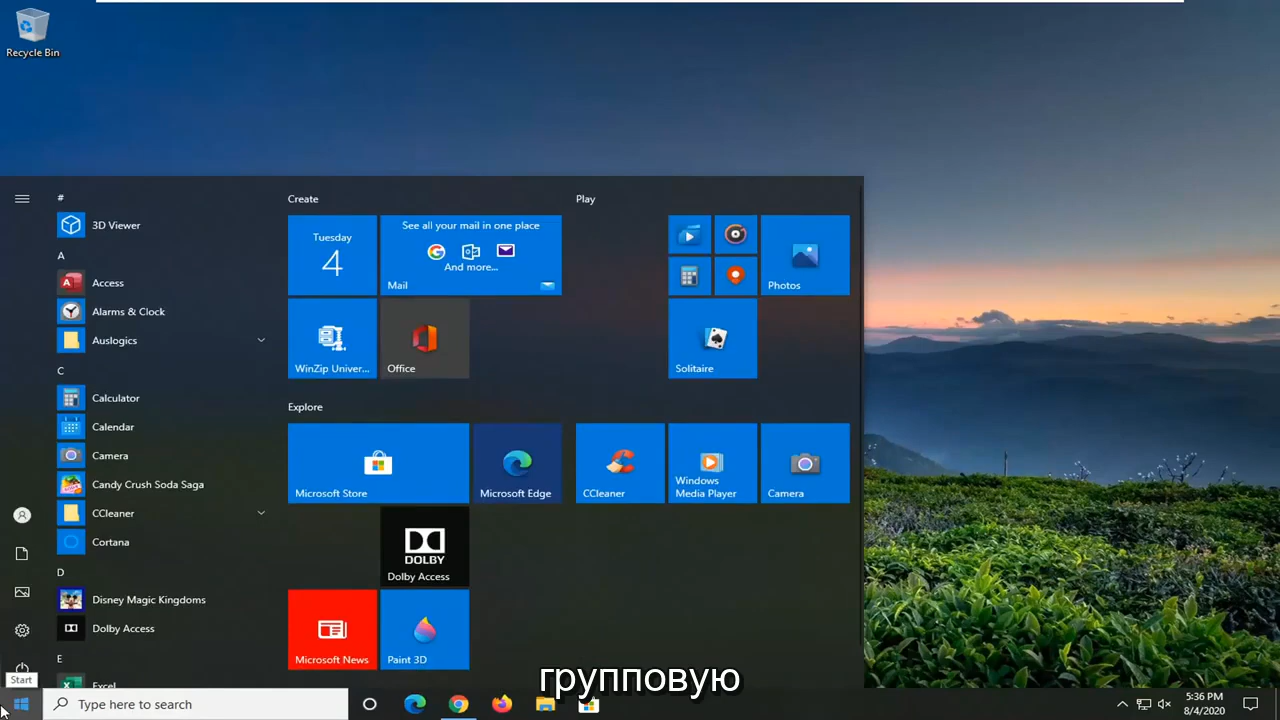 Recycle Bin
#
3D Viewer
A
Access
Alarms & Clock
Auslogics
C
Calculator
Calendar
Camera
Candy Crush Soda Saga
CCleaner
Cortana
D
Disney Magic Kingdoms
Dolby Access
E
Excel
Start
Create
Tuesday
4
See all your mail in one place
And more...
Mail
WinZip Univer...
Office
Explore
Microsoft Store
Microsoft Edge
DOLBY
Dolby Access
Microsoft News
Paint 3D
Play
Photos
Solitaire
CCleaner
Windows
Media Player
Camera
групповую
Type here to search
5:36 PM
8/4/2020